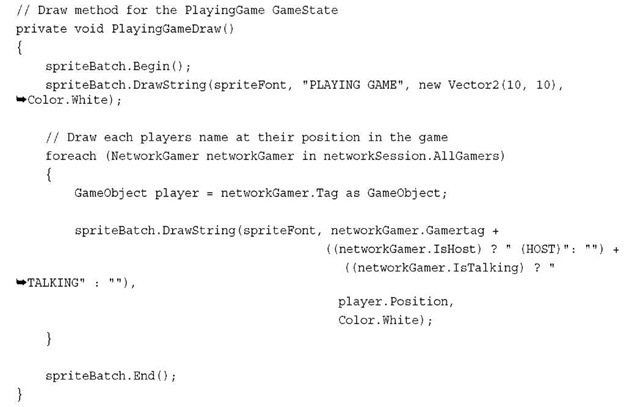 // Draw method for the PlayingGame GameState
private void PlayingGameDraw()
{
spriteBatch.Begin();
spriteBatch.DrawString(spriteFont, "PLAYING GAME", new Vector2(10, 10),
➥Color.White);
// Draw each players name at their position in the game
foreach (NetworkGamer networkGamer in networkSession.AllGamers)
{
GameObject player = networkGamer.Tag as GameObject;
spriteBatch.DrawString(spriteFont, networkGamer.Gamertag +
((networkGamer.IsHost) ? " (HOST)": "") +
((networkGamer.IsTalking) ? "
➥TALKING" : ""),
player.Position,
Color.White);
}
spriteBatch.End();
}